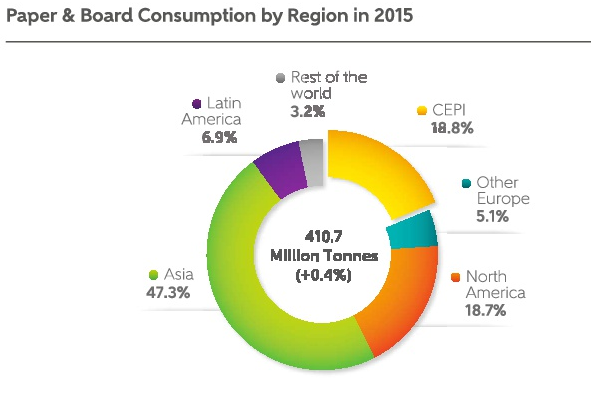 Paper & Board Consumption by Region in 2015
Rest of the
world
3.2%
Latin
America
6.9%
CEPI
18.8%
Other
Europe
5.1%
410.7
Million Tonnes
(+0.4%)
Asia
47.3%
North
America
18.7%